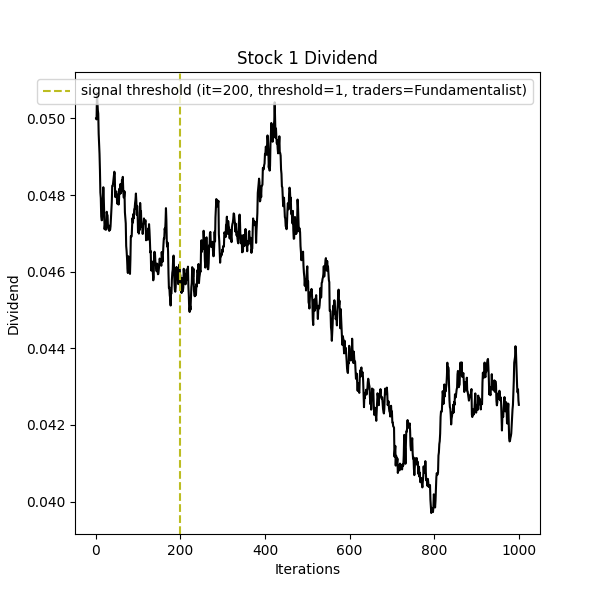 Stock 1 Dividend
signal threshold (it=200, threshold=1, traders=Fundamentalist)
0.050
0.048
0.046
0.044
0.042
0.040
Dividend
0 200 400 600 800 1000
Iterations